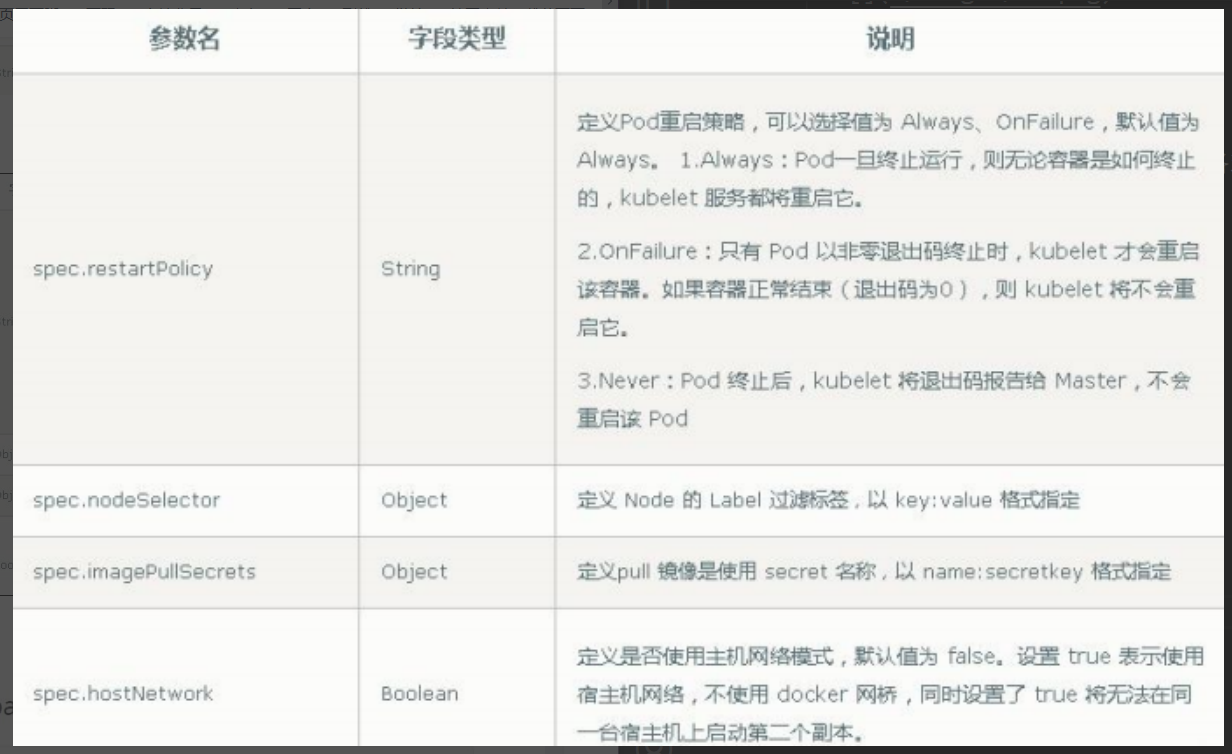 参数名 字段类型 说明
定义Pod重启策略，可以选择值为 Always、OnFailure，默认值为
Always。 1.Always：Pod一旦终止运行，则无论容器是如何终止
的，kubelet 服务都将重启它。
spec.restartPolicy String
2.OnFailure：只有 Pod 以非零退出码终止时，kubelet 才会重启
该容器。如果容器正常结束（退出码为0），则 kubelet 将不会重
启它。
3.Never：Pod 终止后，kubelet 将退出码报告给 Master，不会
重启该 Pod
spec.nodeSelector Object 定义 Node 的 Label 过滤标签，以 key:value 格式指定
spec.imagePullSecrets Object 定义pull 镜像是使用 secret 名称，以 name:secretkey 格式指定
定义是否使用主机网络模式，默认值为 false。设置 true 表示使用
spec.hostNetwork Boolean 宿主机网络，不使用 docker 网桥，同时设置了 true 将无法在同
一台宿主机上启动第二个副本。